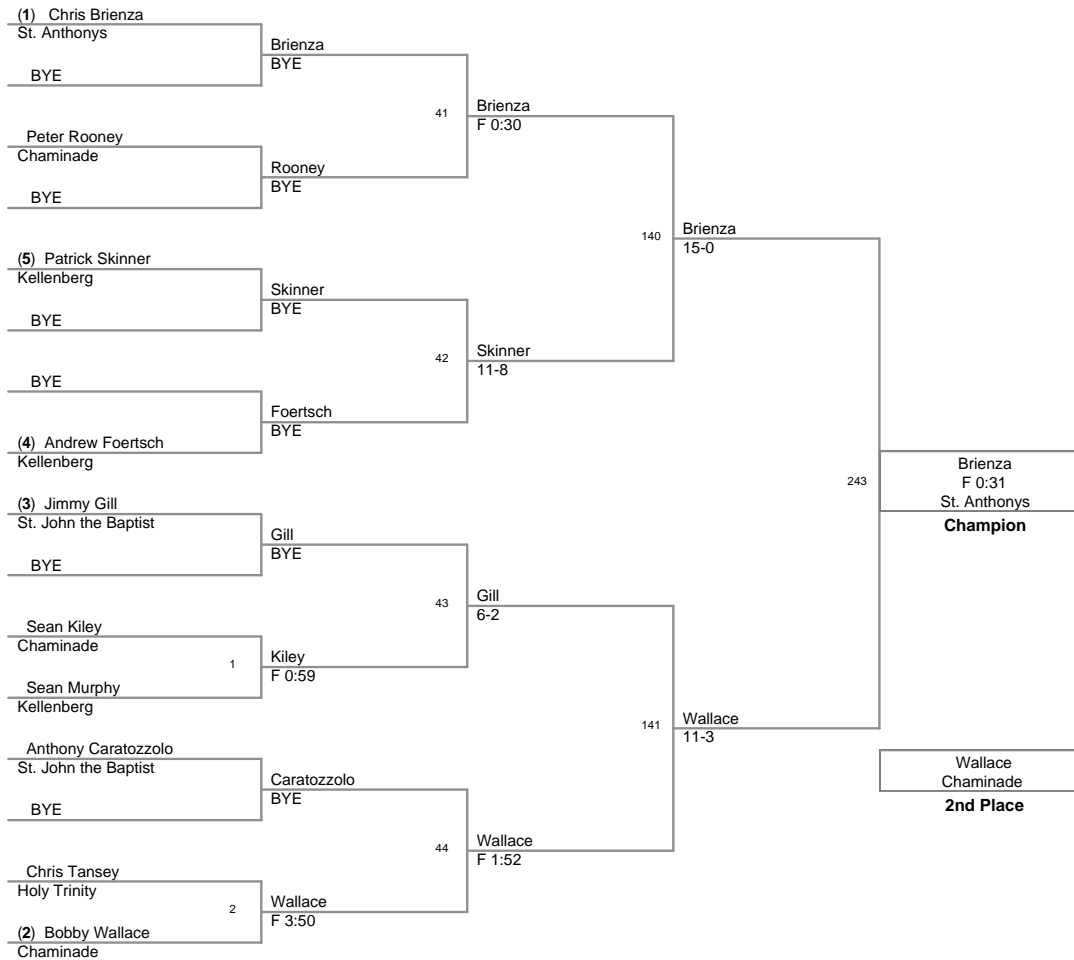 (1) Chris Brienza
St. Anthonys
BYE
Peter Rooney
Chaminade
BYE
(5) Patrick Skinner
Kellenberg
BYE
BYE
(4) Andrew Foertsch
Kellenberg
(3) Jimmy Gill
St. John the Baptist
BYE
Sean Kiley
Chaminade
1
Sean Murphy
Kellenberg
Anthony Caratozzolo
St. John the Baptist
BYE
Chris Tansey
Holy Trinity
2
(2) Bobby Wallace
Chaminade
Brienza
BYE
41
Rooney
BYE
Skinner
BYE
42
Foertsch
BYE
Gill
BYE
43
Kiley
F 0:59
Caratozzolo
BYE
44
Wallace
F 3:50
Brienza
F 0:30
140
Skinner
11-8
Gill
6-2
141
Wallace
F 1:52
Brienza
15-0
243
Wallace
11-3
Brienza
F 0:31
St. Anthonys
Champion
Wallace
Chaminade
2nd Place